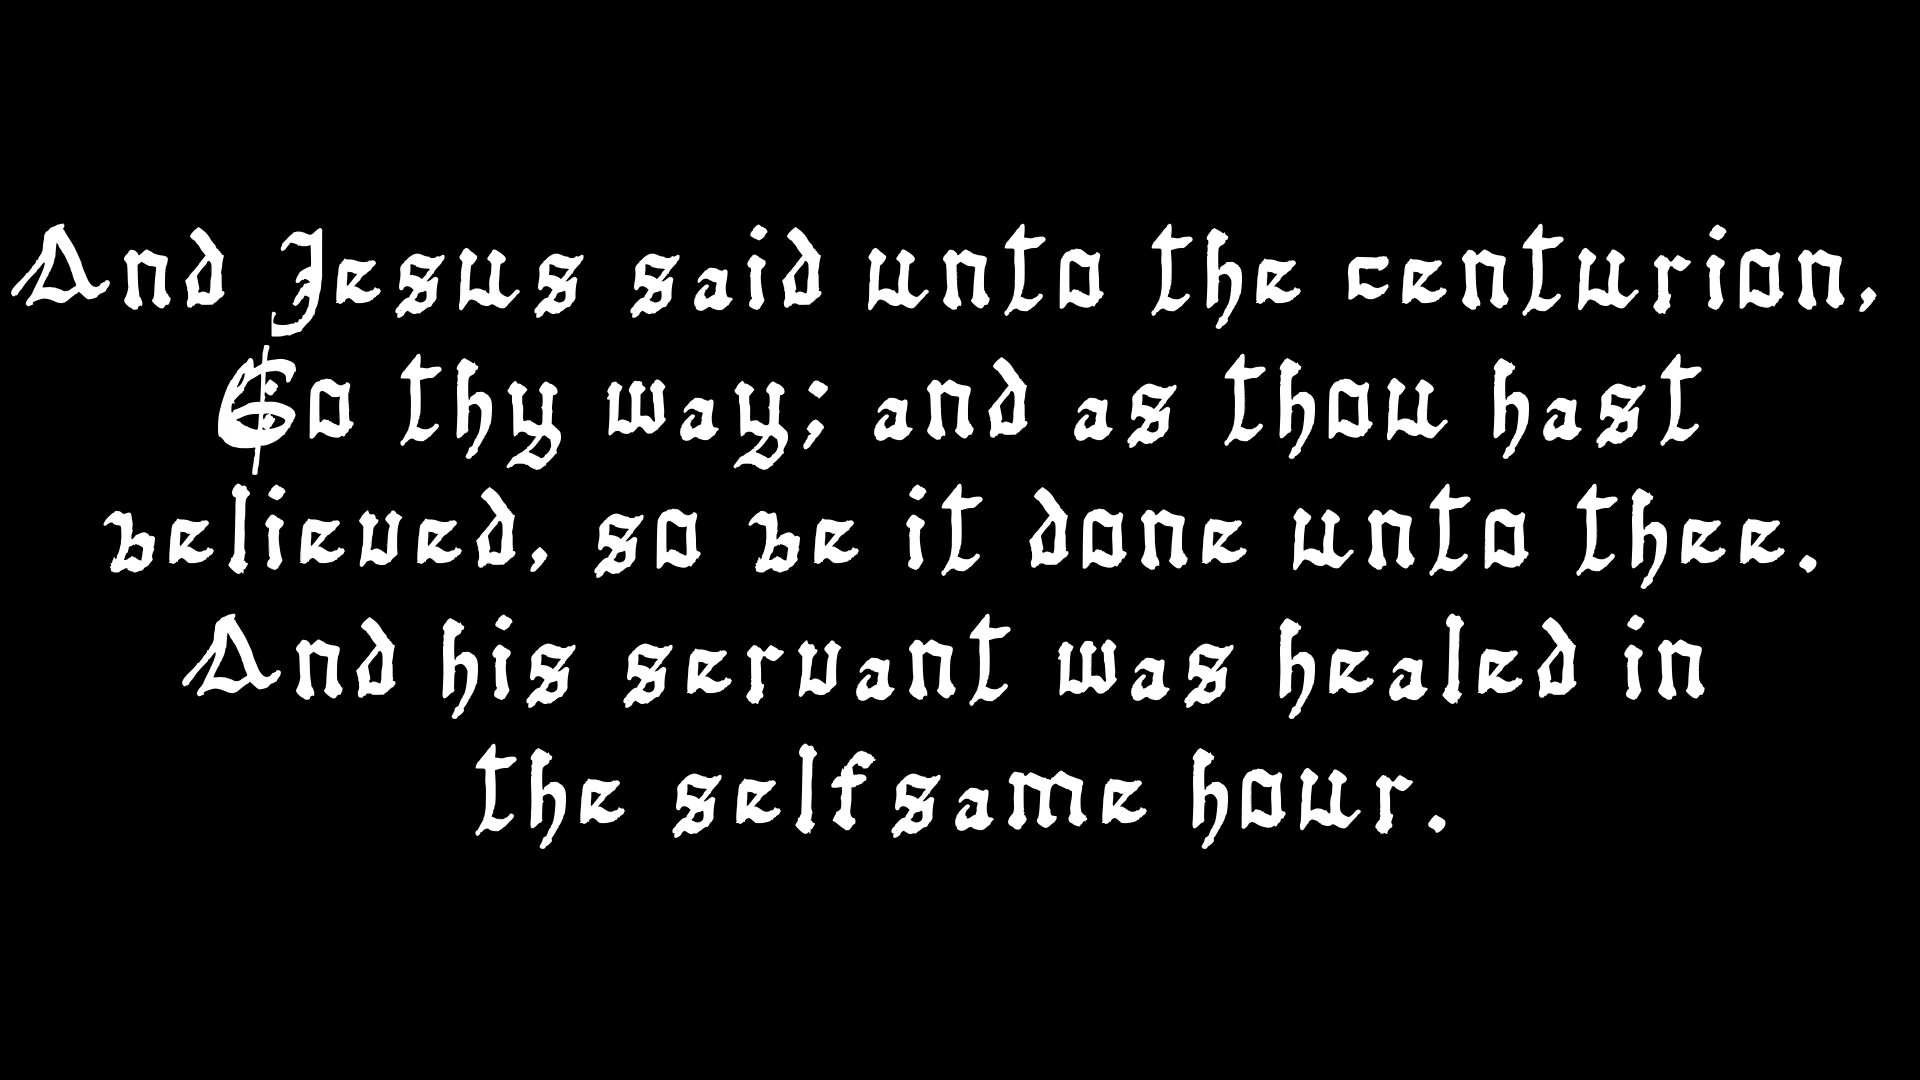 And Jesus said unto the centurion,
Go thy way; and as thou hast
believed, so be it done unto thee.
And his servant was healed in
the selfsame hour.